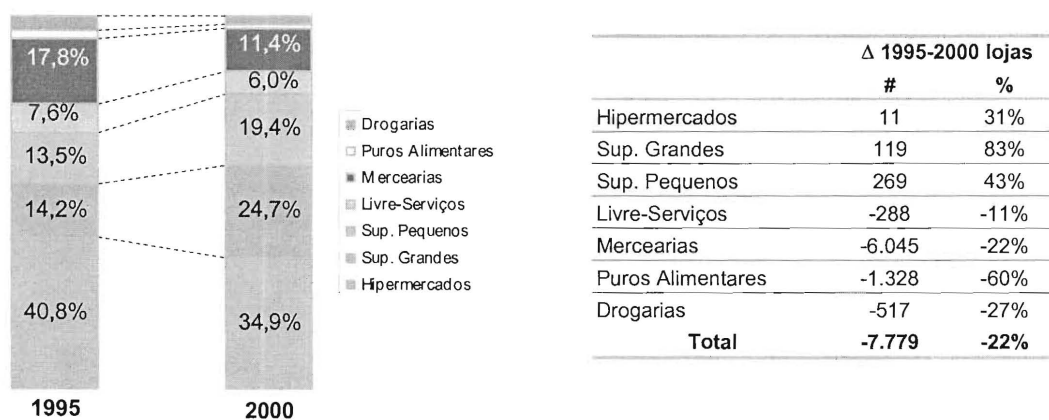 17,8%
7,6%
13,5%
14,2%
40,8%
1995
11,4%
6,0%
19,4%
24,7%
34,9%
2000
Drogarias
Puros Alimentares
Mercearias
Livre-Serviços
Sup. Pequenos
Sup. Grandes
Hipermercados
Δ 1995-2000 lojas
# %
Hipermercados 11 31%
Sup. Grandes 119 83%
Sup. Pequenos 269 43%
Livre-Serviços -288 -11%
Mercearias -6.045 -22%
Puros Alimentares -1.328 -60%
Drogarias -517 -27%
Total -7.779 -22%